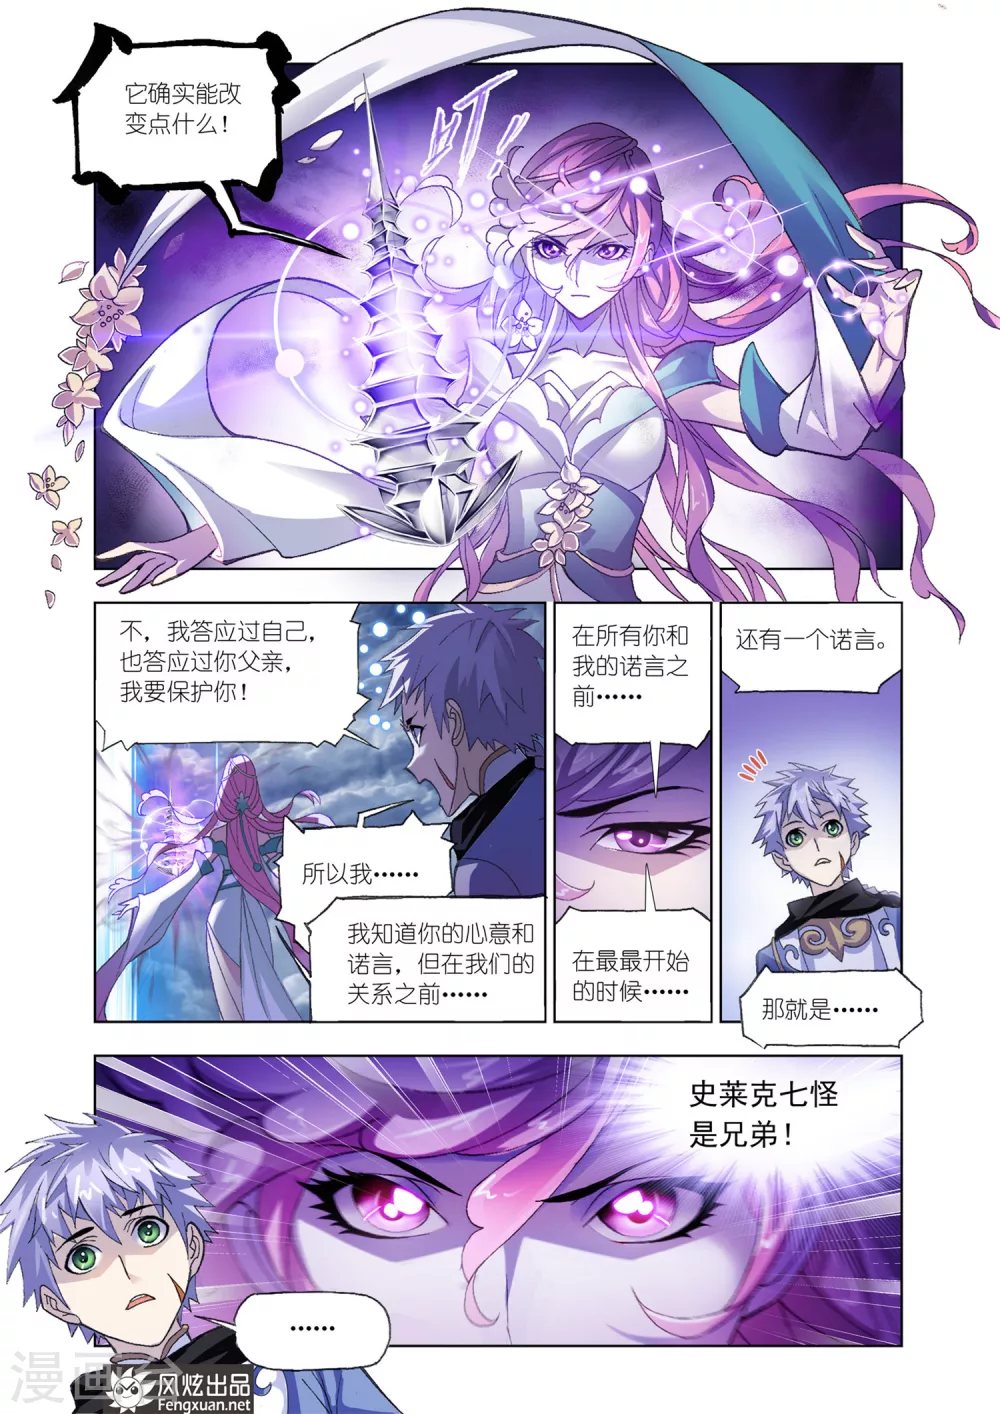 它确实能改
变点什么！
叮！
不，我答应过自己，
也答应过你父亲，
我要保护你！
所以我……
我知道你的心意和
诺言，但在我们的
关系之前……
在所有你和
我的诺言之
前……
在最最开始
的时候……
还有一个诺言。
那就是……
史莱克七怪
是兄弟！
……
风炫出品
Fengxuan.net